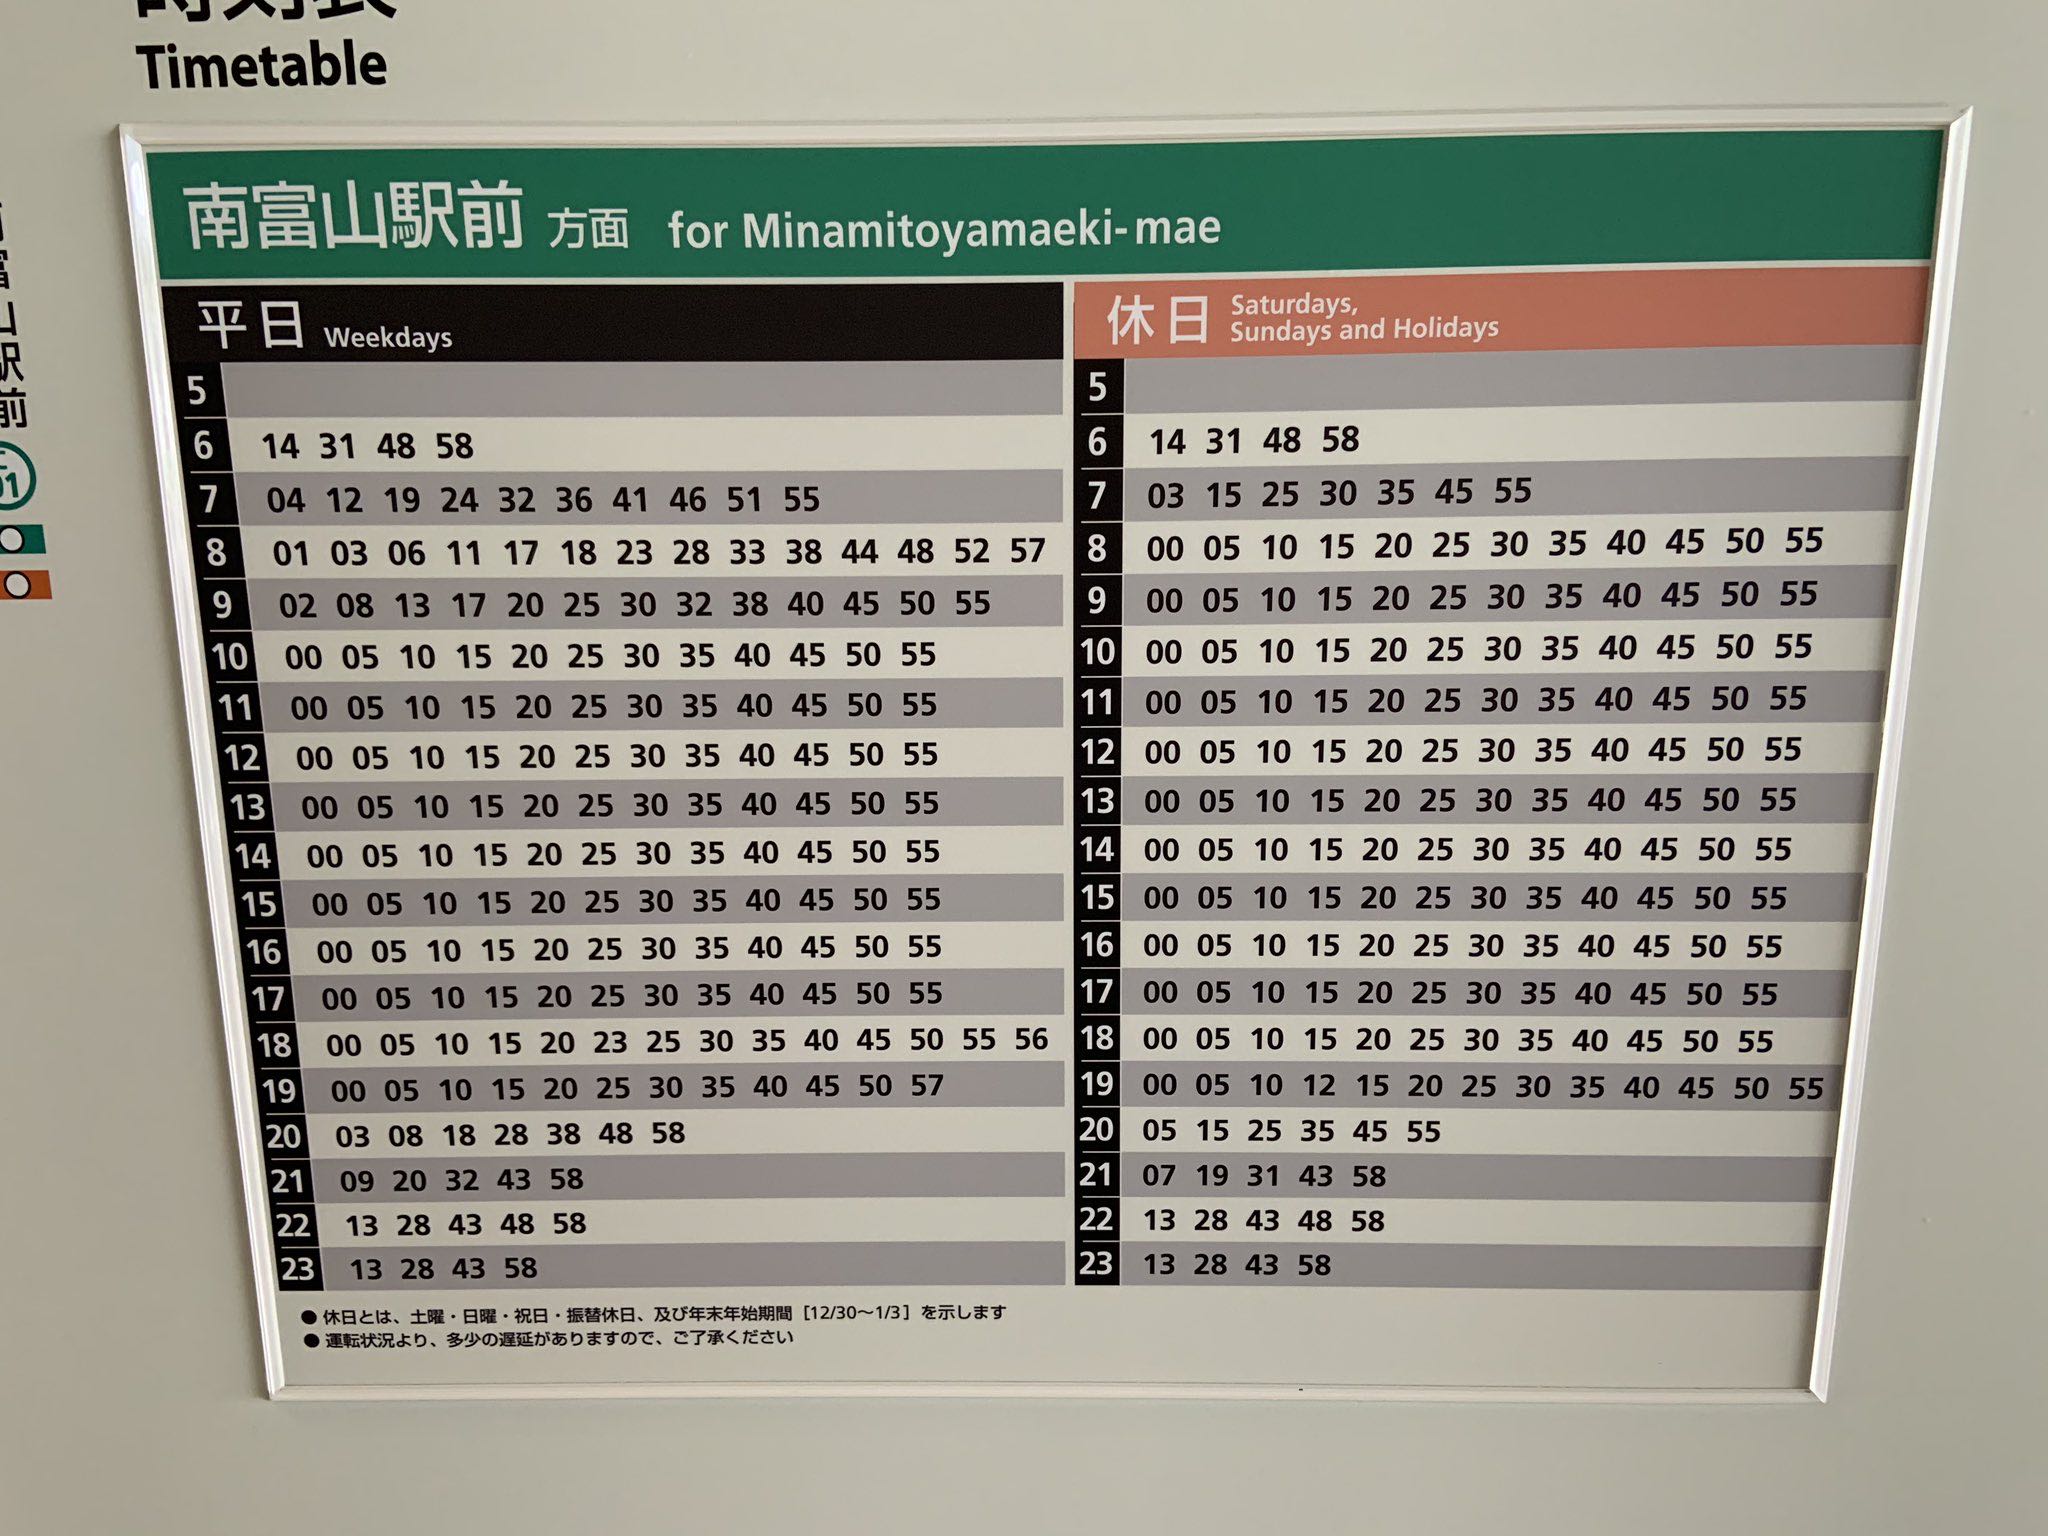 Timetable
南富山駅前 方面 for Minamitoyamaeki-mae
平日 Weekdays
5
6 14 31 48 58
7 04 12 19 24 32 36 41 46 51 55
8 01 03 06 11 17 18 23 28 33 38 44 48 52 57
9 02 08 13 17 20 25 30 32 38 40 45 50 55
10 00 05 10 15 20 25 30 35 40 45 50 55
11 00 05 10 15 20 25 30 35 40 45 50 55
12 00 05 10 15 20 25 30 35 40 45 50 55
13 00 05 10 15 20 25 30 35 40 45 50 55
14 00 05 10 15 20 25 30 35 40 45 50 55
15 00 05 10 15 20 25 30 35 40 45 50 55
16 00 05 10 15 20 25 30 35 40 45 50 55
17 00 05 10 15 20 25 30 35 40 45 50 55
18 00 05 10 15 20 23 25 30 35 40 45 50 55 56
19 00 05 10 15 20 25 30 35 40 45 50 57
20 03 08 18 28 38 48 58
21 09 20 32 43 58
22 13 28 43 48 58
23 13 28 43 58
休日 Saturdays,
Sundays and Holidays
5
6 14 31 48 58
7 03 15 25 30 35 45 55
8 00 05 10 15 20 25 30 35 40 45 50 55
9 00 05 10 15 20 25 30 35 40 45 50 55
10 00 05 10 15 20 25 30 35 40 45 50 55
11 00 05 10 15 20 25 30 35 40 45 50 55
12 00 05 10 15 20 25 30 35 40 45 50 55
13 00 05 10 15 20 25 30 35 40 45 50 55
14 00 05 10 15 20 25 30 35 40 45 50 55
15 00 05 10 15 20 25 30 35 40 45 50 55
16 00 05 10 15 20 25 30 35 40 45 50 55
17 00 05 10 15 20 25 30 35 40 45 50 55
18 00 05 10 15 20 25 30 35 40 45 50 55
19 00 05 10 12 15 20 25 30 35 40 45 50 55
20 05 15 25 35 45 55
21 07 19 31 43 58
22 13 28 43 48 58
23 13 28 43 58
● 休日とは、土曜・日曜・祝日・振替休日、及び年末年始期間 [12/30〜1/3] を示します
● 運転状況より、多少の遅延がありますので、ご了承ください